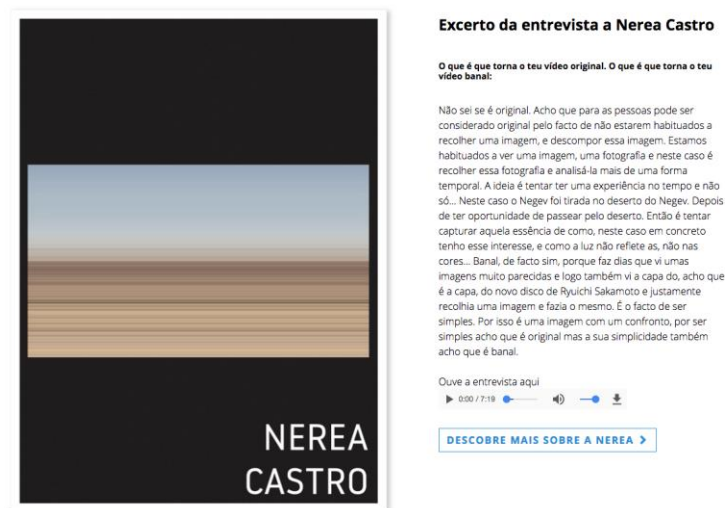 NEREA
CASTRO
Excerto da entrevista a Nerea Castro
O que é que torna o teu vídeo original. O que é que torna o teu
vídeo banal:
Não sei se é original. Acho que para as pessoas pode ser
considerado original pelo facto de não estarem habituados a
recolher uma imagem, e descompor essa imagem. Estamos
habituados a ver uma imagem, uma fotografia e neste caso é
recolher essa fotografia e analisá-la mais de uma forma
temporal. A ideia é tentar ter uma experiência no tempo e não
só... Neste caso o Negev foi tirada no deserto do Negev. Depois
de ter oportunidade de passear pelo deserto. Então é tentar
capturar aquela essência de como, neste caso em concreto
tenho esse interesse, e como a luz não reflete as, não nas
cores... Banal, de facto sim, porque faz dias que vi umas
imagens muito parecidas e logo também vi a capa do, acho que
é a capa, do novo disco de Ryuichi Sakamoto e justamente
recolhia uma imagem e fazia o mesmo. É o facto de ser
simples. Por isso é uma imagem com um confronto, por ser
simples acho que é original mas a sua simplicidade também
acho que é banal.
Ouve a entrevista aqui
0:00 / 7:19
DESCOBRE MAIS SOBRE A NEREA